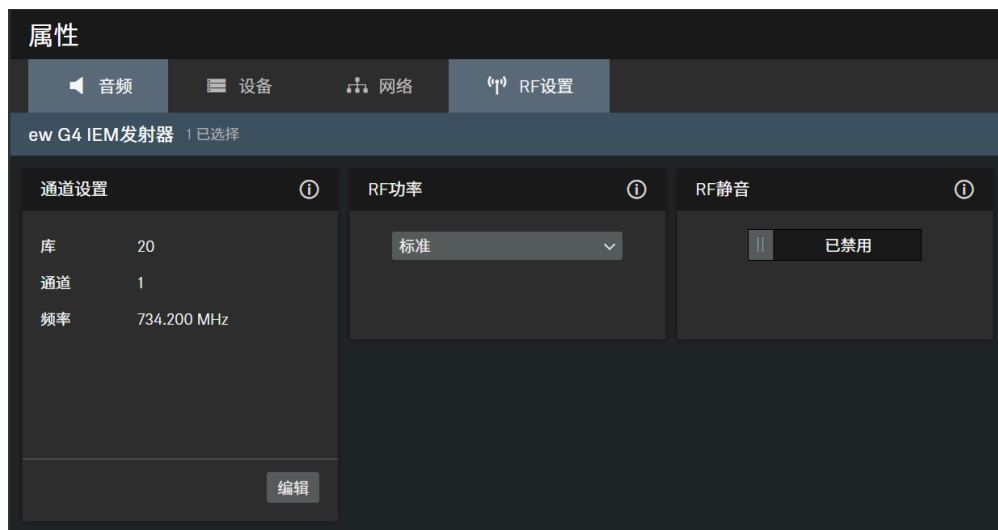 属性
音频
设备
网络
RF设置
ew G4 IEM发射器 1 已选择
通道设置
RF功率
RF静音
库 20
通道 1
频率 734.200 MHz
标准
已禁用
编辑